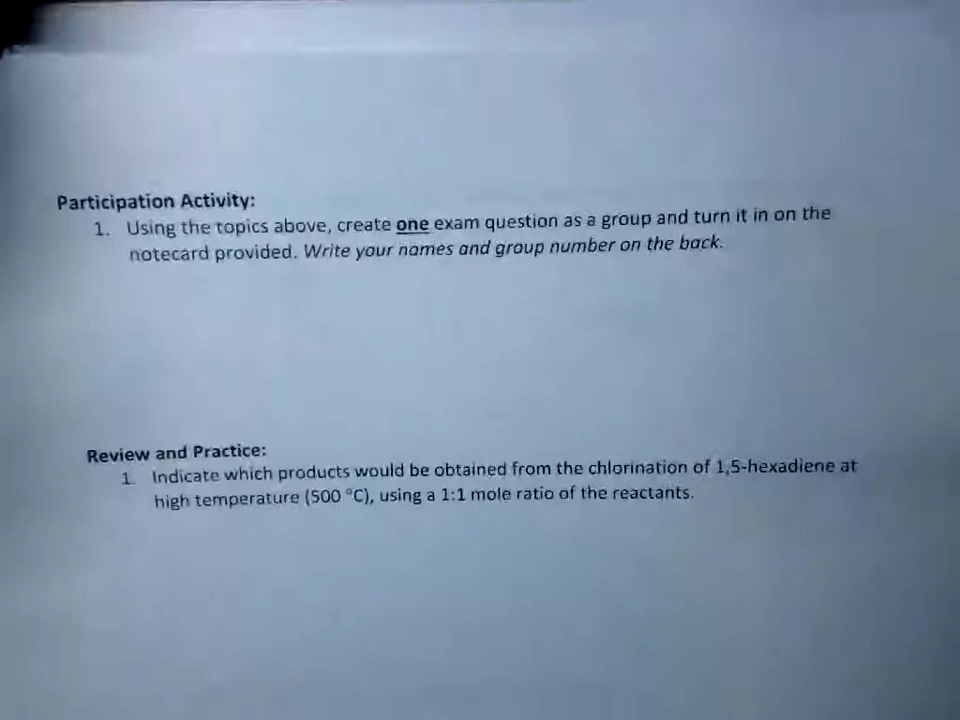 Participation Activity:
1. Using the topics above, create one exam question as a group and turn it in on the
notecard provided. Write your names and group number on the back.
Review and Practice:
1. Indicate which products would be obtained from the chlorination of 1,5-hexadiene at
high temperature (500 °C), using a 1:1 mole ratio of the reactants.